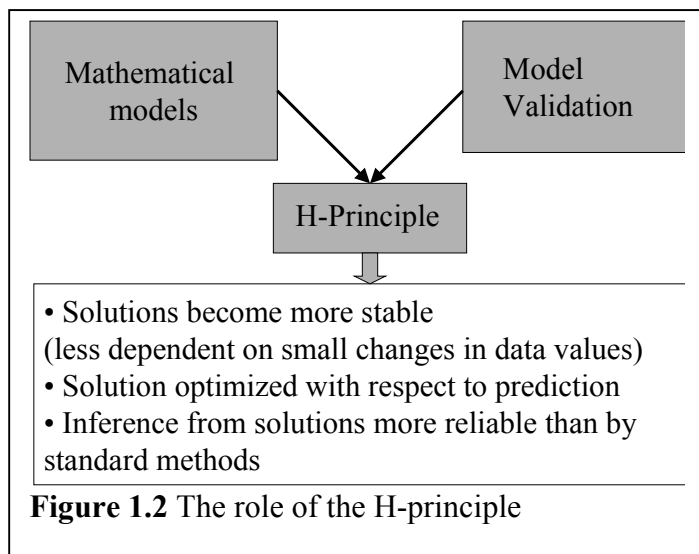 Mathematical
models
Model
Validation
H-Principle
• Solutions become more stable
(less dependent on small changes in data values)
• Solution optimized with respect to prediction
• Inference from solutions more reliable than by
standard methods
Figure 1.2 The role of the H-principle